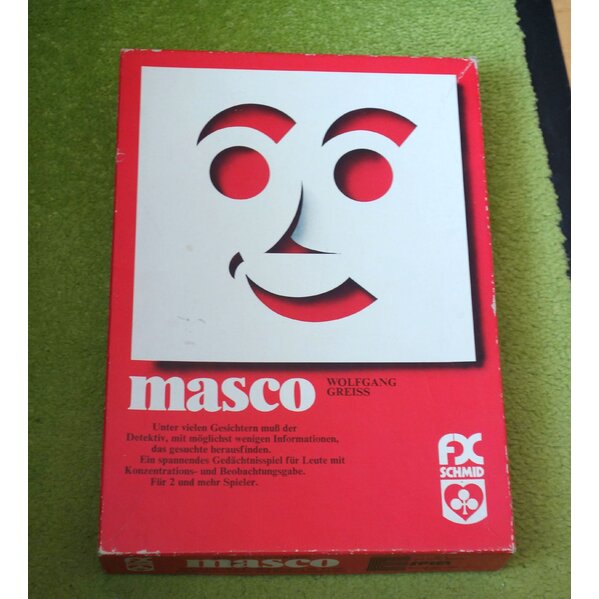 masco
WOLFGANG
GREISS
Unter vielen Gesichtern muß der
Detektiv, mit möglichst wenigen Informationen,
das gesuchte herausfinden.
Ein spannendes Gedächtnisspiel für Leute mit
Konzentrations- und Beobachtungsgabe.
Für 2 und mehr Spieler.
FX
SCHMID
masco